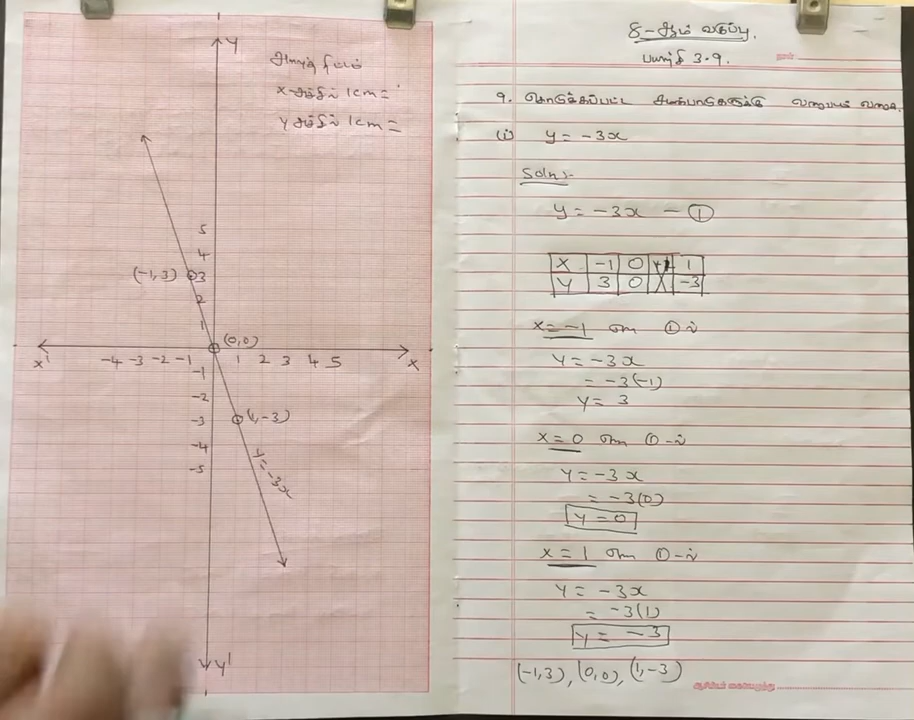 Y
அளவுத் திட்டம்
X அச்சில் 1cm =
Y அச்சில் 1cm =
5
4
(-1,3) 3
2
1
(0,0)
X' -4 -3 -2 -1 1 2 3 4 5 X
-1
-2
-3 (1,-3)
-4
-5
y=-3x
Y'
8-ஆம் வகுப்பு.
பயிற்சி 3.9.
நாள்
9. கொடுக்கப்பட்ட சமன்பாடுகளுக்கு வரைபடம் வரைக.
(i) y = -3x
Soln:-
y = -3x - ①
X -1 0 1
Y 3 0 -3
x = -1 என ①ல்
y = -3x
= -3(-1)
y = 3
x = 0 என ①-ல்
y = -3x
= -3(0)
y = 0
x = 1 என ①-ல்
y = -3x
= -3(1)
y = -3
(-1,3), (0,0), (1,-3)
ஆசிரியர் கையெழுத்து